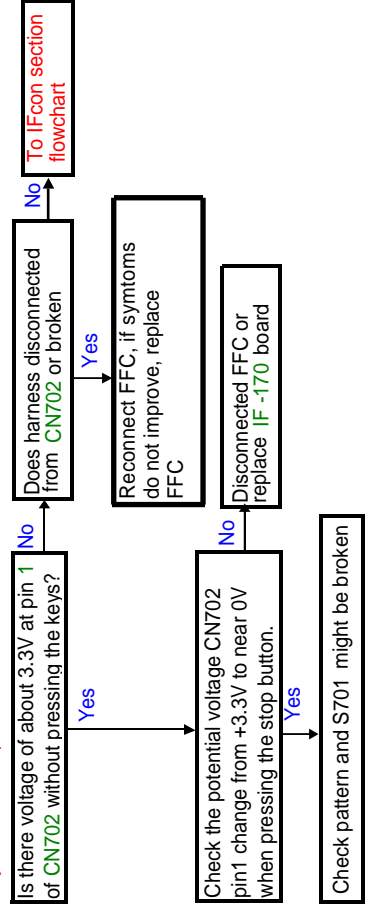 Is there voltage of about 3.3V at pin 1
of CN702 without pressing the keys?
No
Does harness disconnected
from CN702 or broken
No
To IFcon section
flowchart
Yes
Reconnect FFC, if symtoms
do not improve, replace
FFC
Yes
Check the potential voltage CN702
pin1 change from +3.3V to near 0V
when pressing the stop button.
No
Disconnected FFC or
replace IF -170 board
Yes
Check pattern and S701 might be broken